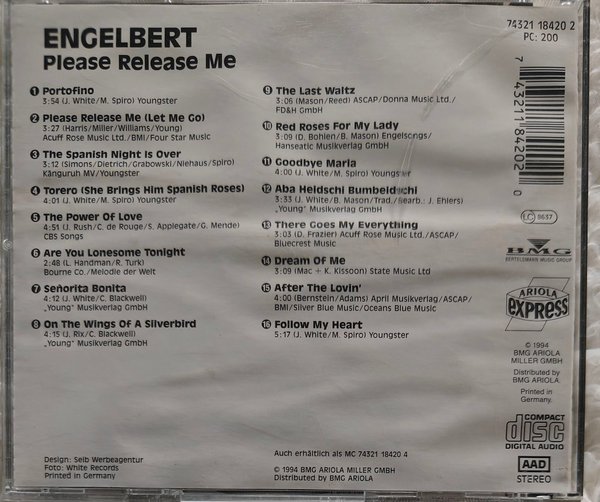 ENGELBERT
Please Release Me
74321 18420 2
PC: 200
1 Portofino
3:54 (J. White/M. Spiro) Youngster
2 Please Release Me (Let Me Go)
3:27 (Harris/Miller/Williams/Young)
Acuff Rose Music Ltd./BMI/Four Star Music
3 The Spanish Night Is Over
3:12 (Simons/Dietrich/Grabowski/Niehaus/Spiro)
Känguruh MV/Youngster
4 Torero (She Brings Him Spanish Roses)
4:01 (J. White/M. Spiro) Youngster
5 The Power Of Love
4:51 (J. Rush/C. de Rouge/S. Applegate/G. Mende)
CBS Songs
6 Are You Lonesome Tonight
2:48 (L. Handman/R. Turk)
Bourne Co./Melodie der Welt
7 Señorita Bonita
4:12 (J. White/C. Blackwell)
„Young" Musikverlag GmbH
8 On The Wings Of A Silverbird
4:15 (J. Rix/C. Blackwell)
„Young" Musikverlag GmbH
9 The Last Waltz
3:06 (Mason/Reed) ASCAP/Donna Music Ltd./
FD&H GmbH
10 Red Roses For My Lady
3:09 (D. Bohlen/B. Mason) Engelsongs/
Hanseatic Musikverlag GmbH
11 Goodbye Maria
4:00 (J. White/M. Spiro) Youngster
12 Aba Heidschi Bumbeidschi
3:33 (J. White/B. Mason/Trad./Bearb.: J. Ehlers)
„Young" Musikverlag GmbH
13 There Goes My Everything
3:03 (D. Frazier) Acuff Rose Music Ltd./ASCAP/
Bluecrest Music
14 Dream Of Me
3:09 (Mac + K. Kissoon) State Music Ltd
15 After The Lovin'
4:00 (Bernstein/Adams) April Musikverlag/ASCAP/
BMI/Silver Blue Music/Oceans Blue Music
16 Follow My Heart
5:17 (J. White/M. Spiro) Youngster
7 43211 84202 0
LC 9637
BMG
BERTELSMANN MUSIC GROUP
ARIOLA
EXPRESS
© 1994
BMG ARIOLA
MILLER GMBH.
Distributed by
BMG ARIOLA.
Printed in
Germany.
COMPACT
disc
DIGITAL AUDIO
AAD
STEREO
Design: Selb Werbeagentur
Foto: White Records
Printed in Germany
Auch erhältlich als MC 74321 18420 4
℗ 1994 BMG ARIOLA MILLER GMBH
Distributed by BMG ARIOLA